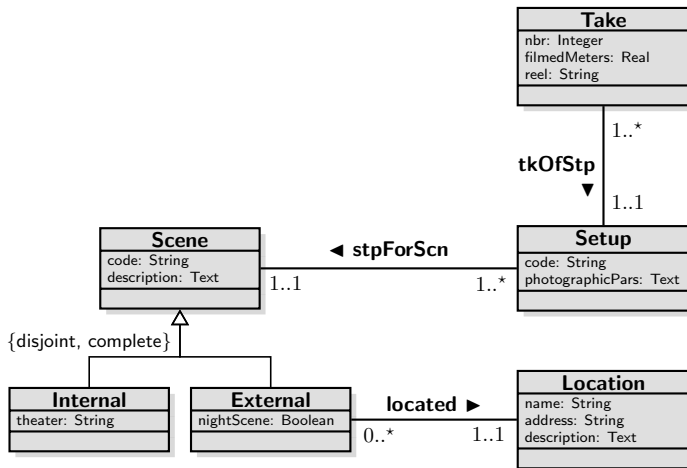 Take
nbr: Integer
filmedMeters: Real
reel: String
1..*
tkOfStp
▼
1..1
Scene
code: String
description: Text
◄ stpForScn
1..1
1..*
Setup
code: String
photographicPars: Text
{disjoint, complete}
Internal
theater: String
External
nightScene: Boolean
located ►
0..*
1..1
Location
name: String
address: String
description: Text